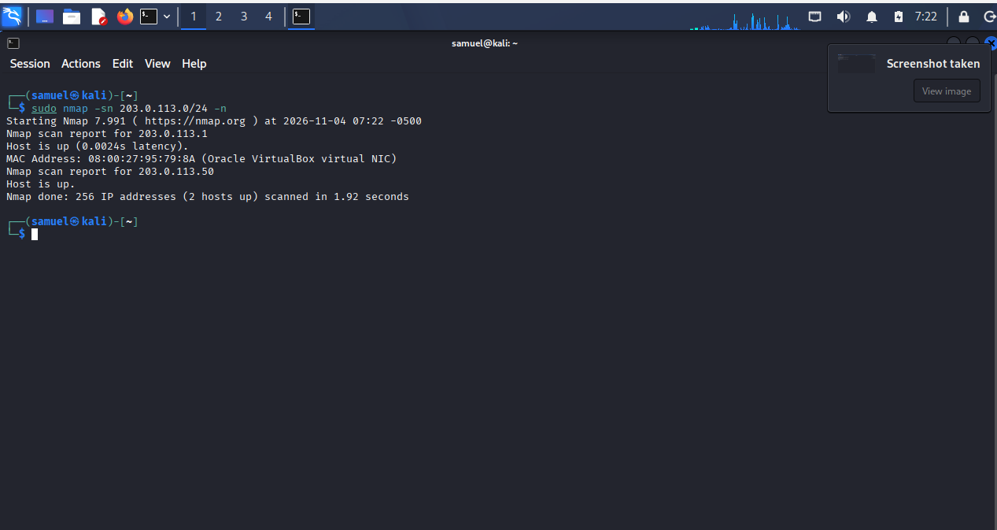 1 2 3 4 7:22
samuel@kali: ~
Session Actions Edit View Help
Screenshot taken
View image
┌──(samuel㉿kali)-[~]
└─$ sudo nmap -sn 203.0.113.0/24 -n
Starting Nmap 7.991 ( https://nmap.org ) at 2026-11-04 07:22 -0500
Nmap scan report for 203.0.113.1
Host is up (0.0024s latency).
MAC Address: 08:00:27:95:79:8A (Oracle VirtualBox virtual NIC)
Nmap scan report for 203.0.113.50
Host is up.
Nmap done: 256 IP addresses (2 hosts up) scanned in 1.92 seconds
┌──(samuel㉿kali)-[~]
└─$